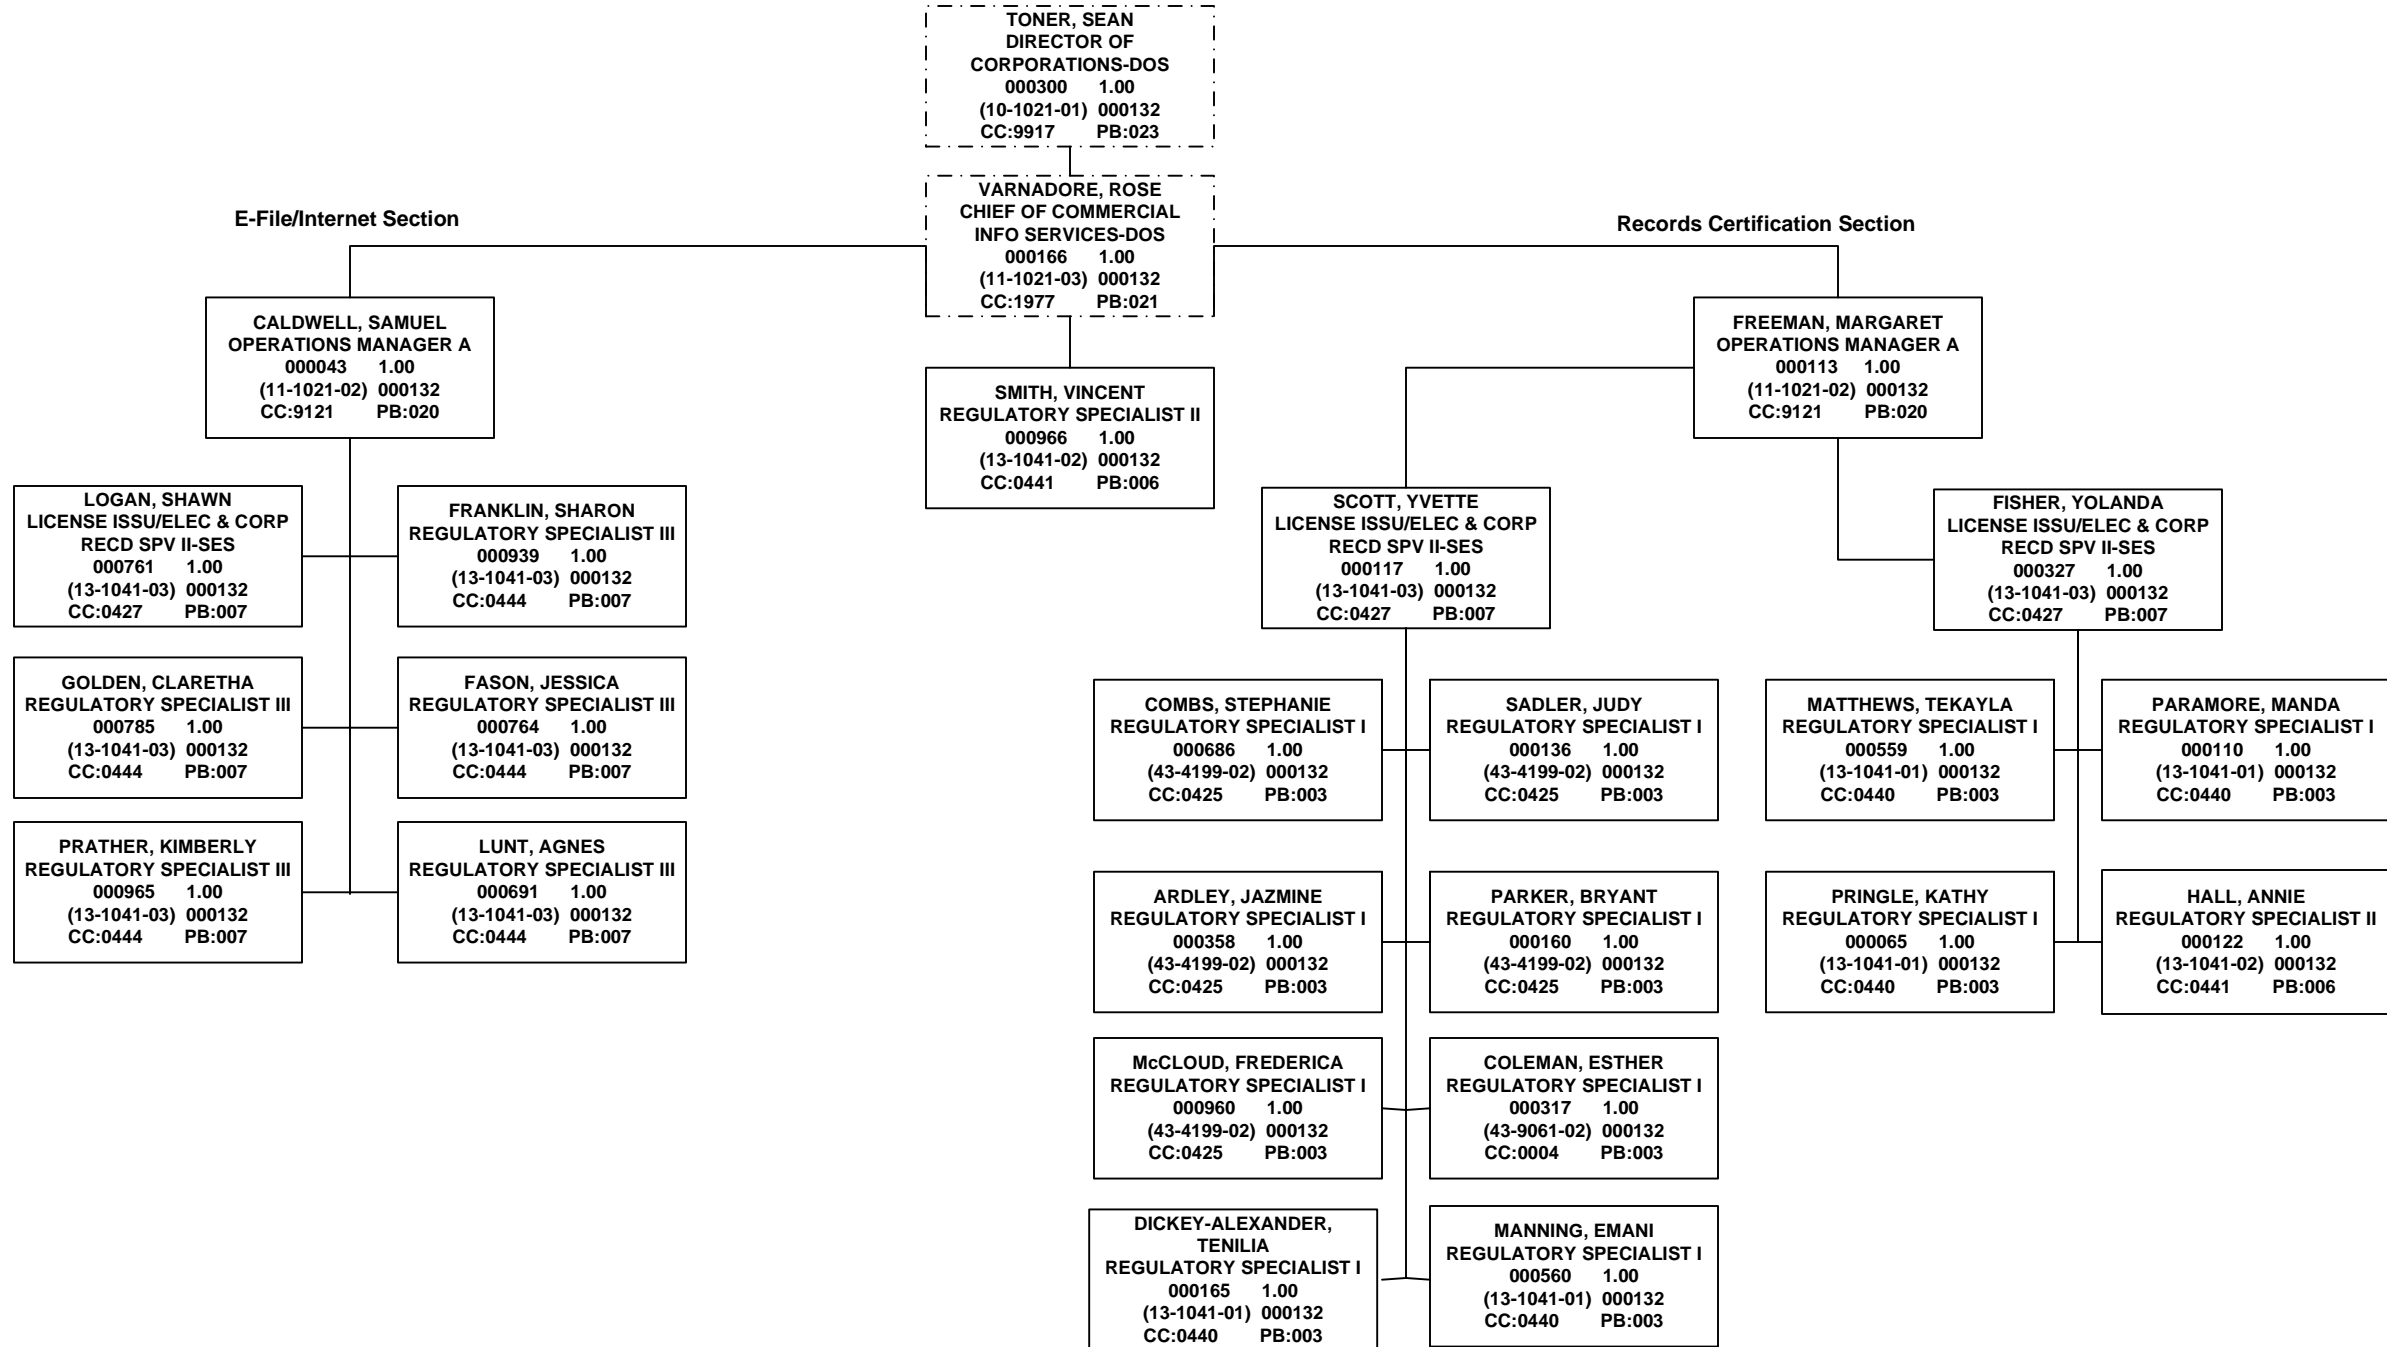 TONER, SEAN
DIRECTOR OF
CORPORATIONS-DOS
000300 1.00
(10-1021-01) 000132
CC:9917 PB:023
VARNADORE, ROSE
CHIEF OF COMMERCIAL
INFO SERVICES-DOS
000166 1.00
(11-1021-03) 000132
CC:1977 PB:021
SMITH, VINCENT
REGULATORY SPECIALIST II
000966 1.00
(13-1041-02) 000132
CC:0441 PB:006
E-File/Internet Section
CALDWELL, SAMUEL
OPERATIONS MANAGER A
000043 1.00
(11-1021-02) 000132
CC:9121 PB:020
LOGAN, SHAWN
LICENSE ISSU/ELEC & CORP
RECD SPV II-SES
000761 1.00
(13-1041-03) 000132
CC:0427 PB:007
FRANKLIN, SHARON
REGULATORY SPECIALIST III
000939 1.00
(13-1041-03) 000132
CC:0444 PB:007
GOLDEN, CLARETHA
REGULATORY SPECIALIST III
000785 1.00
(13-1041-03) 000132
CC:0444 PB:007
FASON, JESSICA
REGULATORY SPECIALIST III
000764 1.00
(13-1041-03) 000132
CC:0444 PB:007
PRATHER, KIMBERLY
REGULATORY SPECIALIST III
000965 1.00
(13-1041-03) 000132
CC:0444 PB:007
LUNT, AGNES
REGULATORY SPECIALIST III
000691 1.00
(13-1041-03) 000132
CC:0444 PB:007
Records Certification Section
FREEMAN, MARGARET
OPERATIONS MANAGER A
000113 1.00
(11-1021-02) 000132
CC:9121 PB:020
SCOTT, YVETTE
LICENSE ISSU/ELEC & CORP
RECD SPV II-SES
000117 1.00
(13-1041-03) 000132
CC:0427 PB:007
COMBS, STEPHANIE
REGULATORY SPECIALIST I
000686 1.00
(43-4199-02) 000132
CC:0425 PB:003
SADLER, JUDY
REGULATORY SPECIALIST I
000136 1.00
(43-4199-02) 000132
CC:0425 PB:003
ARDLEY, JAZMINE
REGULATORY SPECIALIST I
000358 1.00
(43-4199-02) 000132
CC:0425 PB:003
PARKER, BRYANT
REGULATORY SPECIALIST I
000160 1.00
(43-4199-02) 000132
CC:0425 PB:003
McCLOUD, FREDERICA
REGULATORY SPECIALIST I
000960 1.00
(43-4199-02) 000132
CC:0425 PB:003
COLEMAN, ESTHER
REGULATORY SPECIALIST I
000317 1.00
(43-9061-02) 000132
CC:0004 PB:003
DICKEY-ALEXANDER,
TENILIA
REGULATORY SPECIALIST I
000165 1.00
(13-1041-01) 000132
CC:0440 PB:003
MANNING, EMANI
REGULATORY SPECIALIST I
000560 1.00
(13-1041-01) 000132
CC:0440 PB:003
FISHER, YOLANDA
LICENSE ISSU/ELEC & CORP
RECD SPV II-SES
000327 1.00
(13-1041-03) 000132
CC:0427 PB:007
MATTHEWS, TEKAYLA
REGULATORY SPECIALIST I
000559 1.00
(13-1041-01) 000132
CC:0440 PB:003
PARAMORE, MANDA
REGULATORY SPECIALIST I
000110 1.00
(13-1041-01) 000132
CC:0440 PB:003
PRINGLE, KATHY
REGULATORY SPECIALIST I
000065 1.00
(13-1041-01) 000132
CC:0440 PB:003
HALL, ANNIE
REGULATORY SPECIALIST II
000122 1.00
(13-1041-02) 000132
CC:0441 PB:006